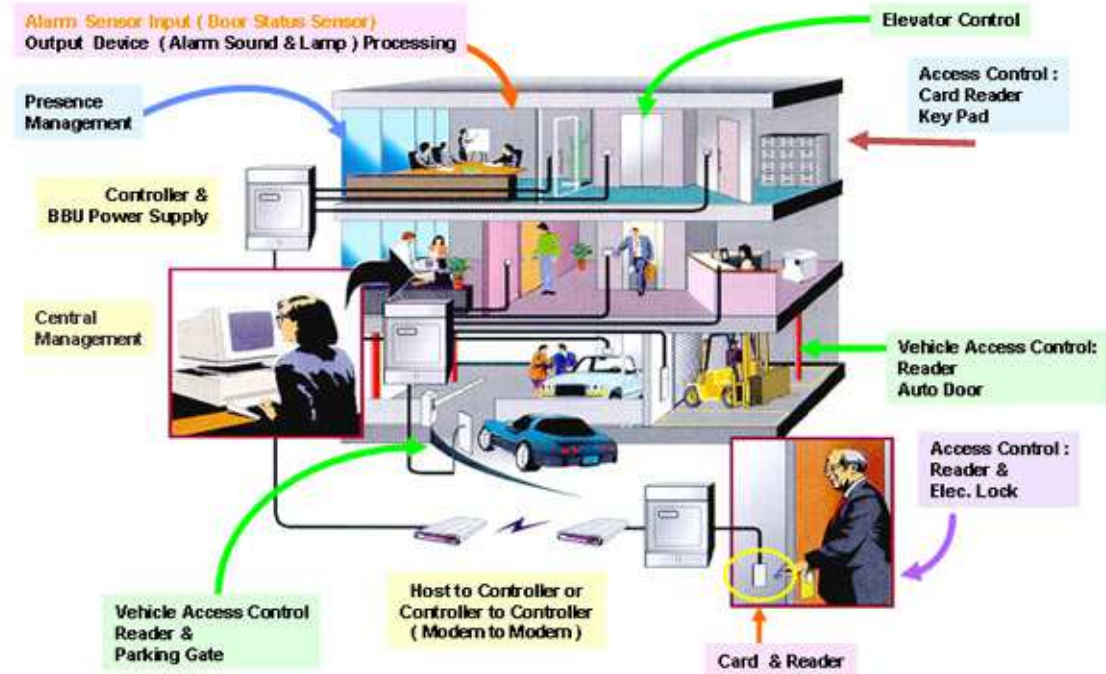 Alarm Sensor Input ( Door Status Sensor)
Output Device ( Alarm Sound & Lamp ) Processing
Elevator Control
Access Control :
Card Reader
Key Pad
Presence
Management
Controller &
BBU Power Supply
Central
Management
Vehicle Access Control:
Reader
Auto Door
Access Control :
Reader &
Elec. Lock
Vehicle Access Control
Reader &
Parking Gate
Host to Controller or
Controller to Controller
( Modern to Modern )
Card & Reader